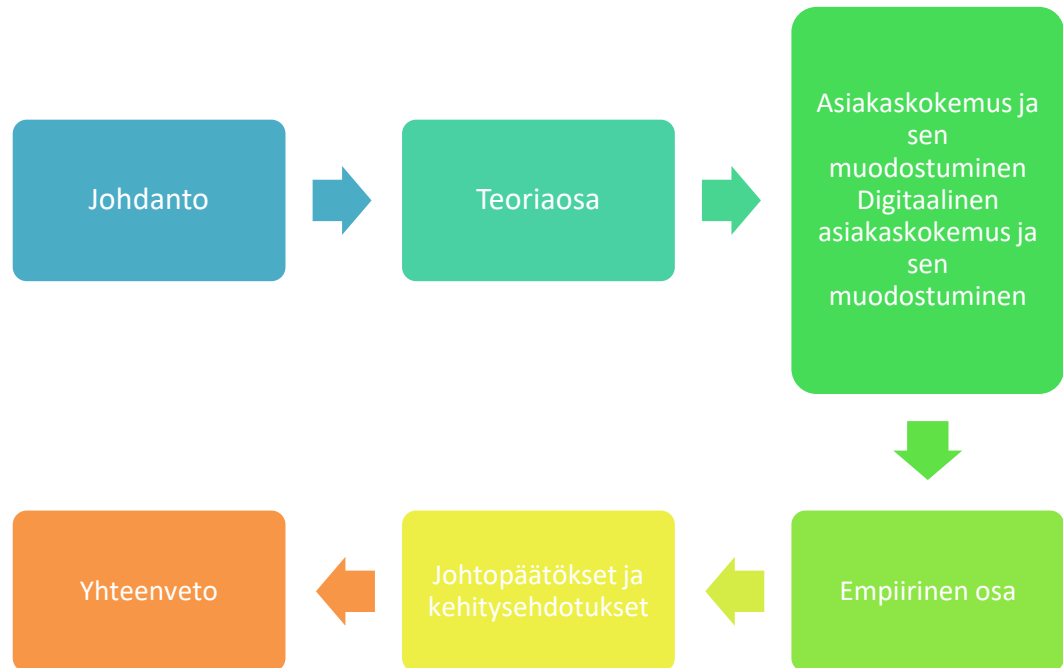 Johdanto
Teoriaosa
Asiakaskokemus ja
sen
muodostuminen
Digitaalinen
asiakaskokemus ja
sen
muodostuminen
Empiirinen osa
Johtopäätökset ja
kehitysehdotukset
Yhteenveto